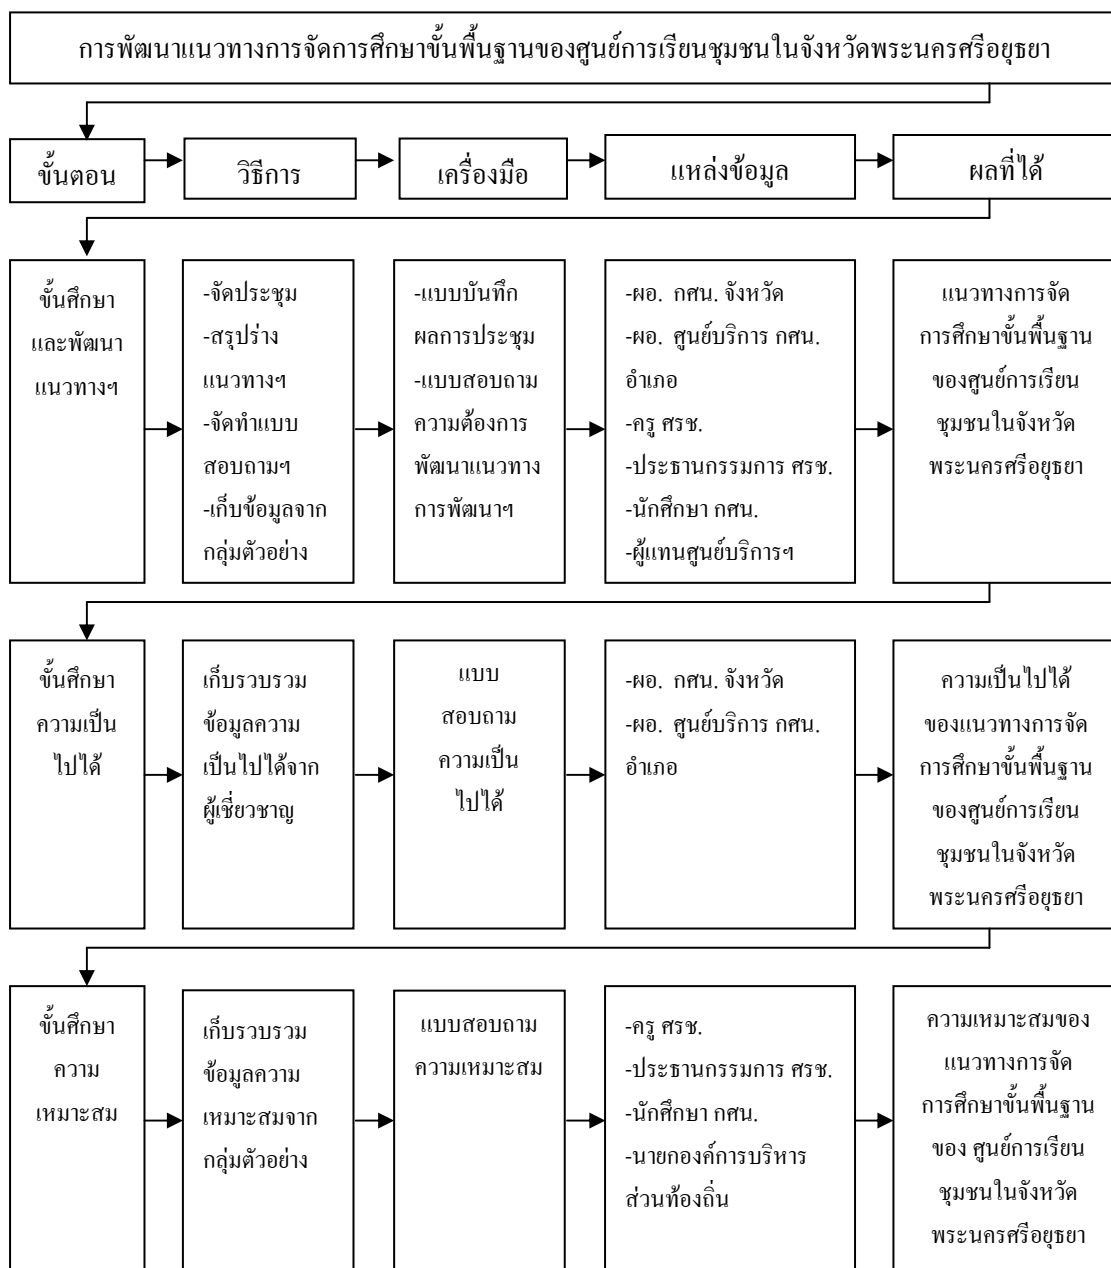 การพัฒนาแนวทางการจัดการศึกษาขั้นพื้นฐานของศูนย์การเรียนชุมชนในจังหวัดพระนครศรีอยุธยา
ขั้นตอน
วิธีการ
เครื่องมือ
แหล่งข้อมูล
ผลที่ได้
ขั้นศึกษา
และพัฒนา
แนวทางฯ
-จัดประชุม
-สรุปร่าง
แนวทางฯ
-จัดทำแบบ
สอบถามฯ
-เก็บข้อมูลจาก
กลุ่มตัวอย่าง
-แบบบันทึก
ผลการประชุม
-แบบสอบถาม
ความต้องการ
พัฒนาแนวทาง
การพัฒนาฯ
-ผอ. กศน. จังหวัด
-ผอ. ศูนย์บริการ กศน.
อำเภอ
-ครู ศรช.
-ประธานกรรมการ ศรช.
-นักศึกษา กศน.
-ผู้แทนศูนย์บริการฯ
แนวทางการจัด
การศึกษาขั้นพื้นฐาน
ของศูนย์การเรียน
ชุมชนในจังหวัด
พระนครศรีอยุธยา
ขั้นศึกษา
ความเป็น
ไปได้
เก็บรวบรวม
ข้อมูลความ
เป็นไปได้จาก
ผู้เชี่ยวชาญ
แบบ
สอบถาม
ความเป็น
ไปได้
-ผอ. กศน. จังหวัด
-ผอ. ศูนย์บริการ กศน.
อำเภอ
ความเป็นไปได้
ของแนวทางการจัด
การศึกษาขั้นพื้นฐาน
ของศูนย์การเรียน
ชุมชนในจังหวัด
พระนครศรีอยุธยา
ขั้นศึกษา
ความ
เหมาะสม
เก็บรวบรวม
ข้อมูลความ
เหมาะสมจาก
กลุ่มตัวอย่าง
แบบสอบถาม
ความเหมาะสม
-ครู ศรช.
-ประธานกรรมการ ศรช.
-นักศึกษา กศน.
-นายกองค์การบริหาร
ส่วนท้องถิ่น
ความเหมาะสมของ
แนวทางการจัด
การศึกษาขั้นพื้นฐาน
ของ ศูนย์การเรียน
ชุมชนในจังหวัด
พระนครศรีอยุธยา